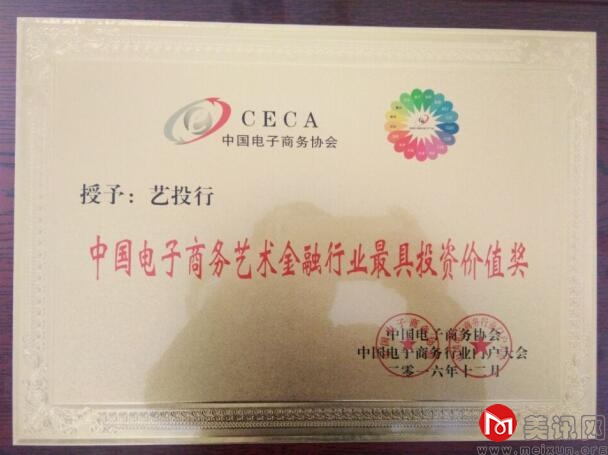 CECA
中国电子商务协会
授予：艺投行
中国电子商务艺术金融行业最具投资价值奖
中国电子商务协会
中国电子商务行业门户大会
二零一六年十二月
美讯网
www.meixun.org